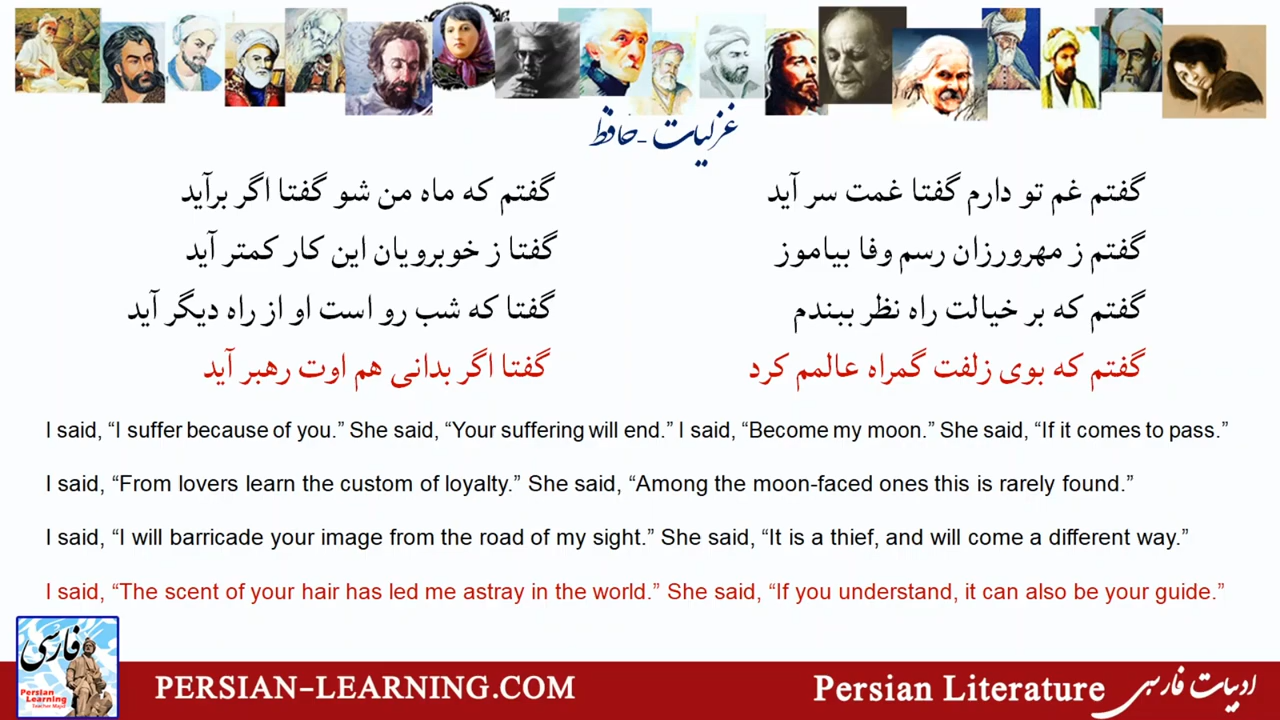 غزلیات - حافظ
گفتم غم تو دارم گفتا غمت سر آید گفتم که ماه من شو گفتا اگر برآید
گفتم ز مهرورزان رسم وفا بیاموز گفتا ز خوبرویان این کار کمتر آید
گفتم که بر خیالت راه نظر ببندم گفتا که شب رو است او از راه دیگر آید
گفتم که بوی زلفت گمراه عالمم کرد گفتا اگر بدانی هم اوت رهبر آید
I said, “I suffer because of you.” She said, “Your suffering will end.” I said, “Become my moon.” She said, “If it comes to pass.”
I said, “From lovers learn the custom of loyalty.” She said, “Among the moon-faced ones this is rarely found.”
I said, “I will barricade your image from the road of my sight.” She said, “It is a thief, and will come a different way.”
I said, “The scent of your hair has led me astray in the world.” She said, “If you understand, it can also be your guide.”
فارسی
Persian
Learning
Teacher Majid
PERSIAN-LEARNING.COM
Persian Literature ادبیات فارسی